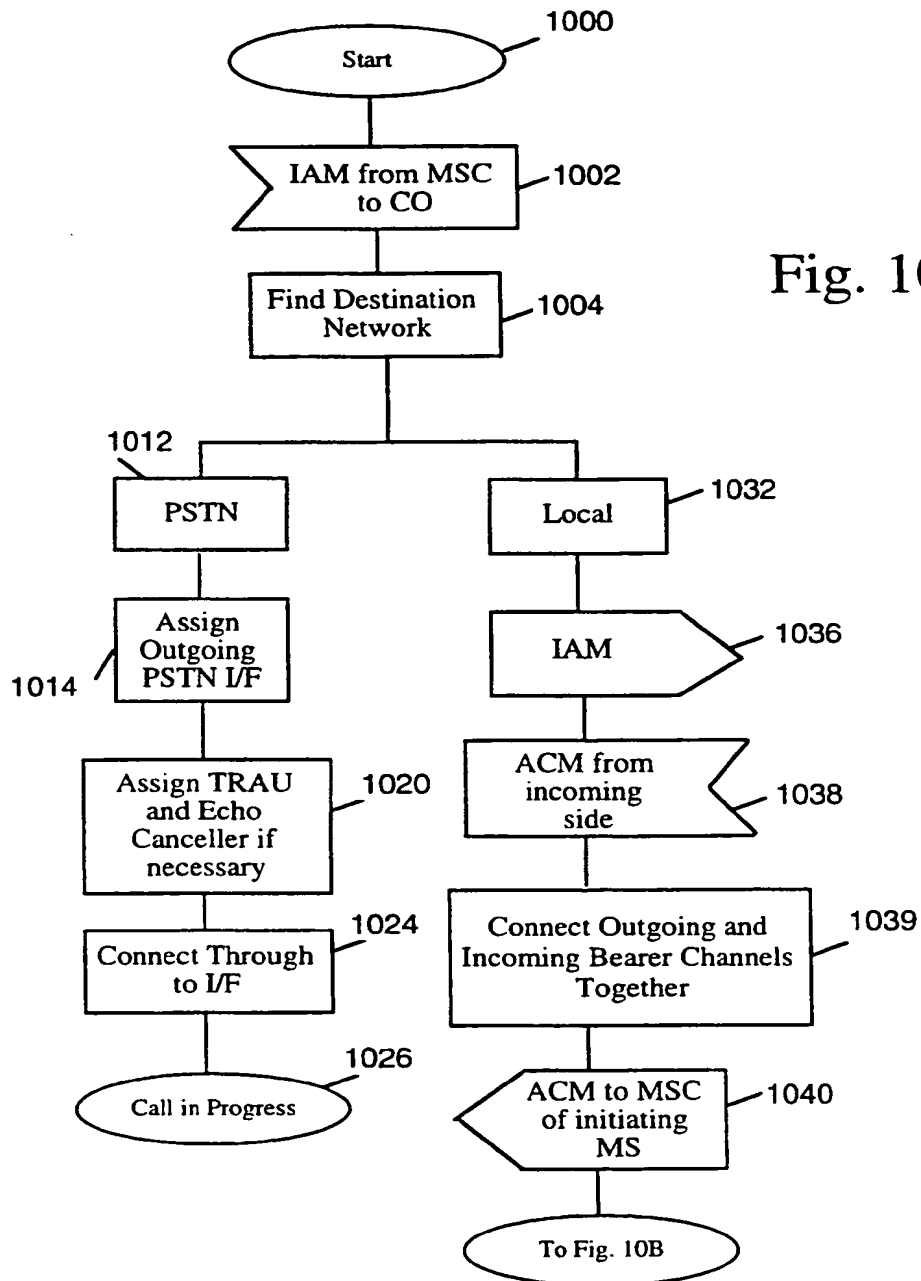 1000
Start
IAM from MSC
to CO
1002
Find Destination
Network
1004
Fig. 10
1012
PSTN
Local
1032
Assign
Outgoing
PSTN I/F
1014
IAM
1036
Assign TRAU
and Echo
Canceller if
necessary
1020
ACM from
incoming
side
1038
Connect Through
to I/F
1024
Connect Outgoing and
Incoming Bearer Channels
Together
1039
Call in Progress
1026
ACM to MSC
of initiating
MS
1040
To Fig. 10B